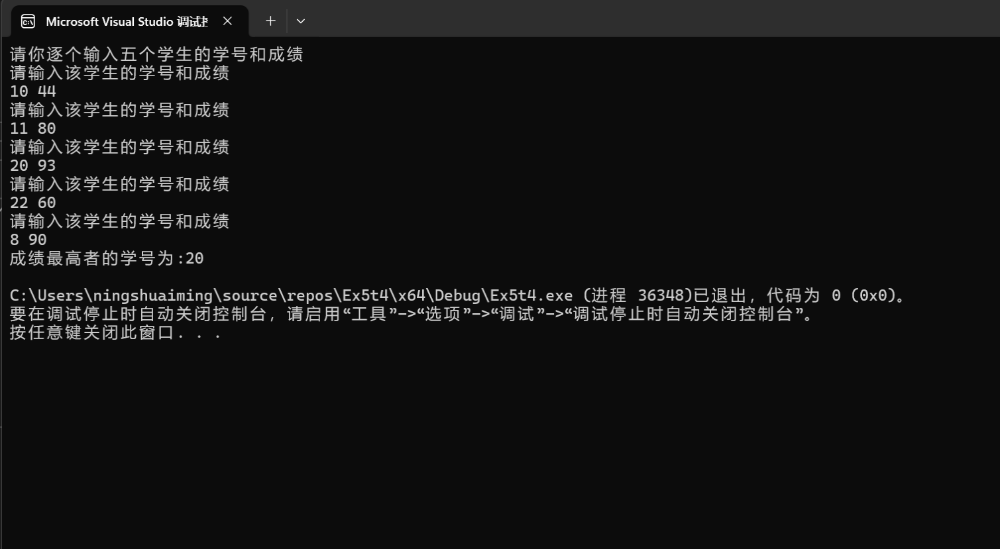 Microsoft Visual Studio 调试
请你逐个输入五个学生的学号和成绩
请输入该学生的学号和成绩
10 44
请输入该学生的学号和成绩
11 80
请输入该学生的学号和成绩
20 93
请输入该学生的学号和成绩
22 60
请输入该学生的学号和成绩
8 90
成绩最高者的学号为:20
C:\Users\ningshuaiming\source\repos\Ex5t4\x64\Debug\Ex5t4.exe (进程 36348)已退出，代码为 0 (0x0)。
要在调试停止时自动关闭控制台，请启用“工具”->“选项”->“调试”->“调试停止时自动关闭控制台”。
按任意键关闭此窗口. . .